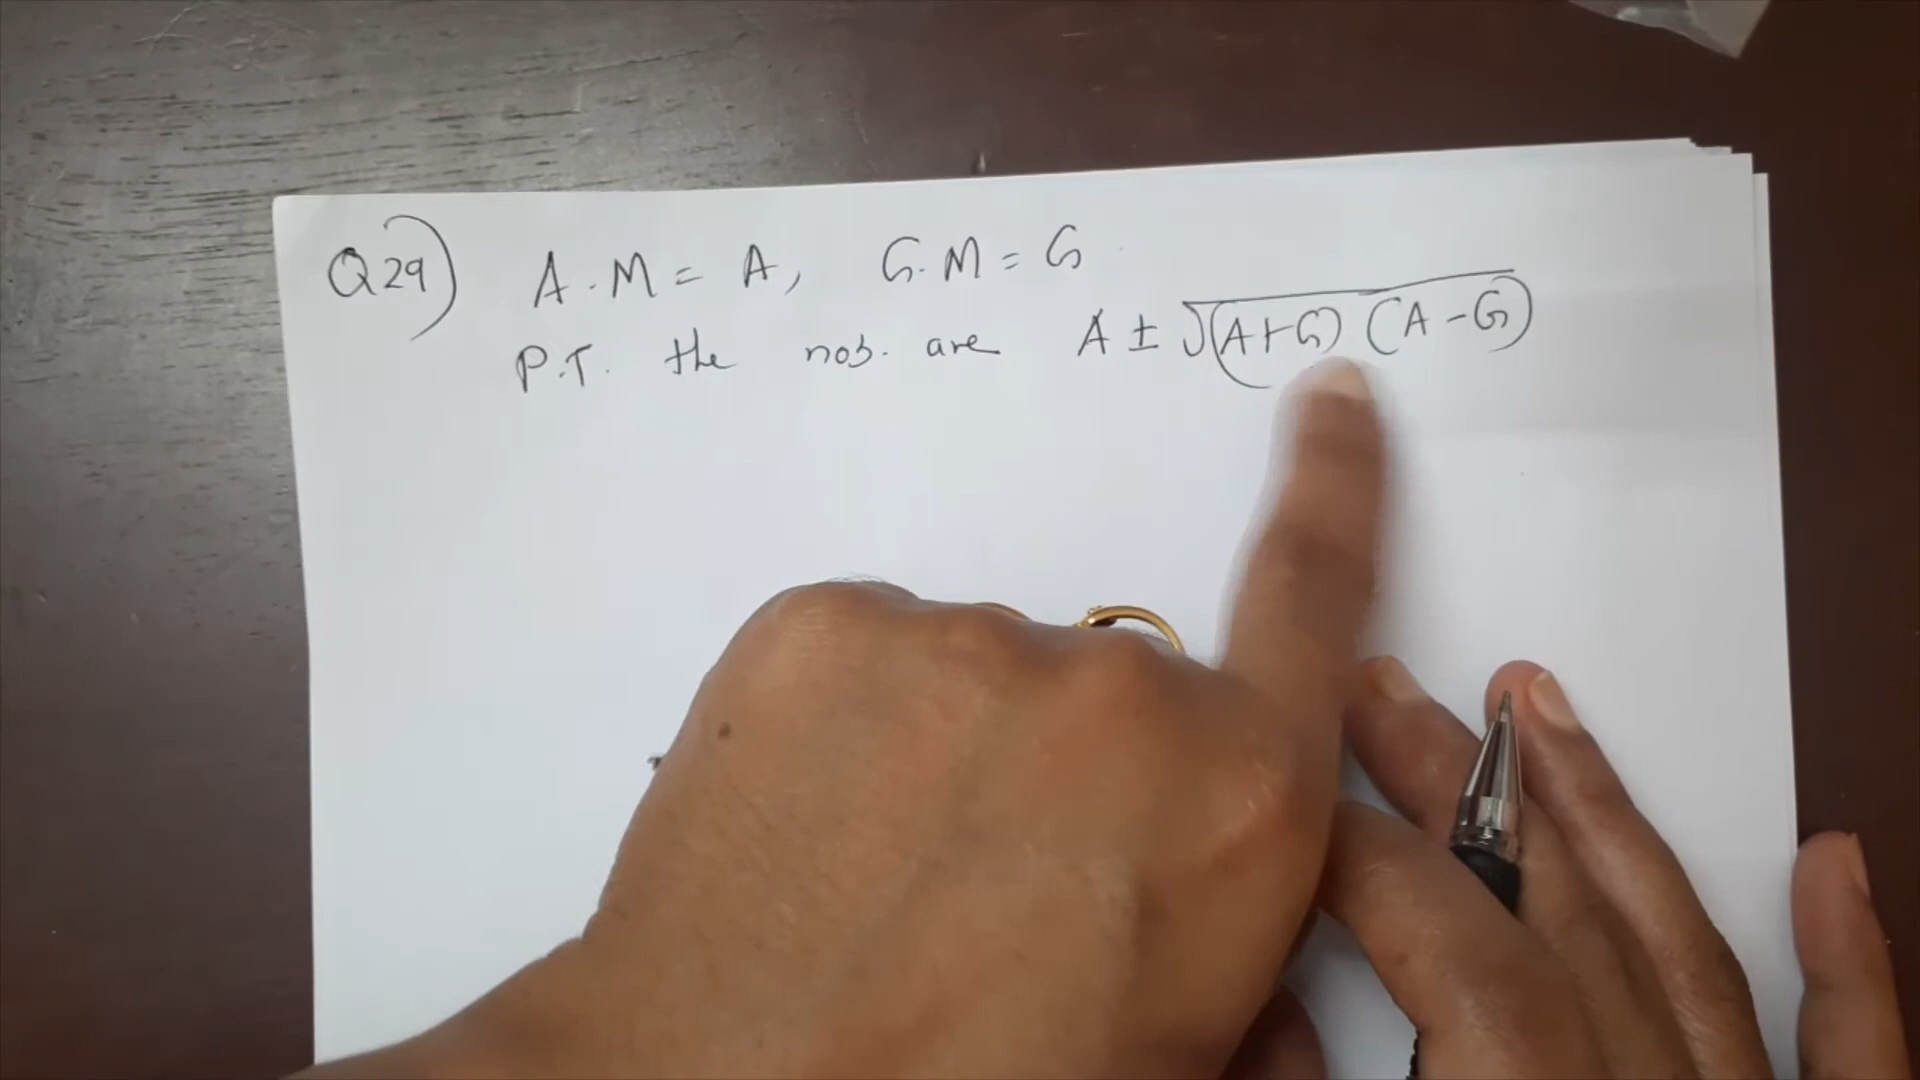 Q29) A.M = A, G.M = G
P.T. the nos. are A ± √(A+G) (A-G)